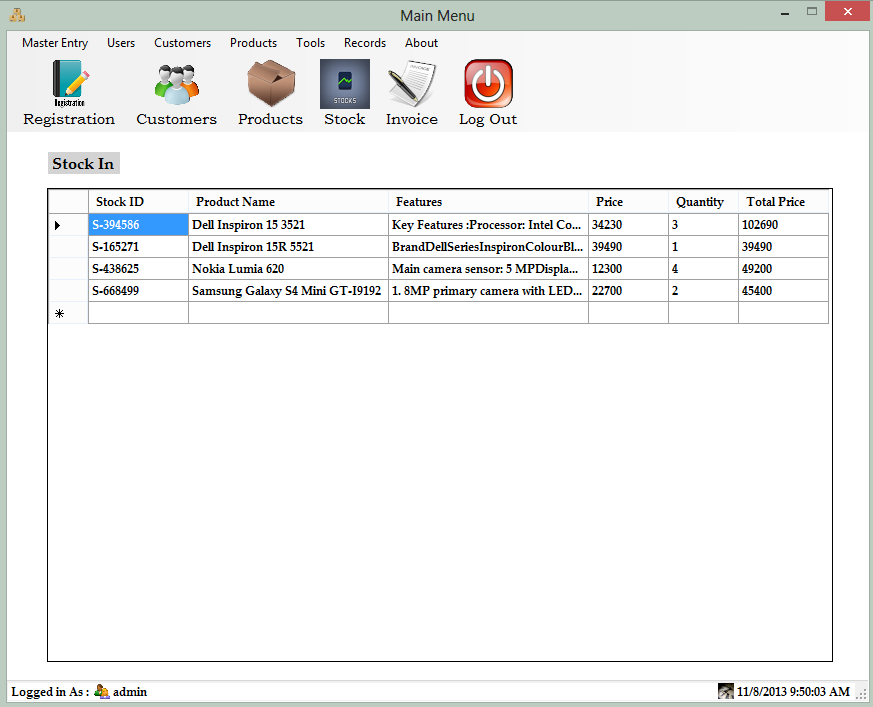 Main Menu
Master Entry Users Customers Products Tools Records About
Registration STOCKS
Registration Customers Products Stock Invoice Log Out
Stock In
Stock ID Product Name Features Price Quantity Total Price
S-394586 Dell Inspiron 15 3521 Key Features :Processor: Intel Co... 34230 3 102690
S-165271 Dell Inspiron 15R 5521 BrandDellSeriesInspironColourBl... 39490 1 39490
S-438625 Nokia Lumia 620 Main camera sensor: 5 MPDispla... 12300 4 49200
S-668499 Samsung Galaxy S4 Mini GT-I9192 1. 8MP primary camera with LED... 22700 2 45400
Logged in As : admin 11/8/2013 9:50:03 AM